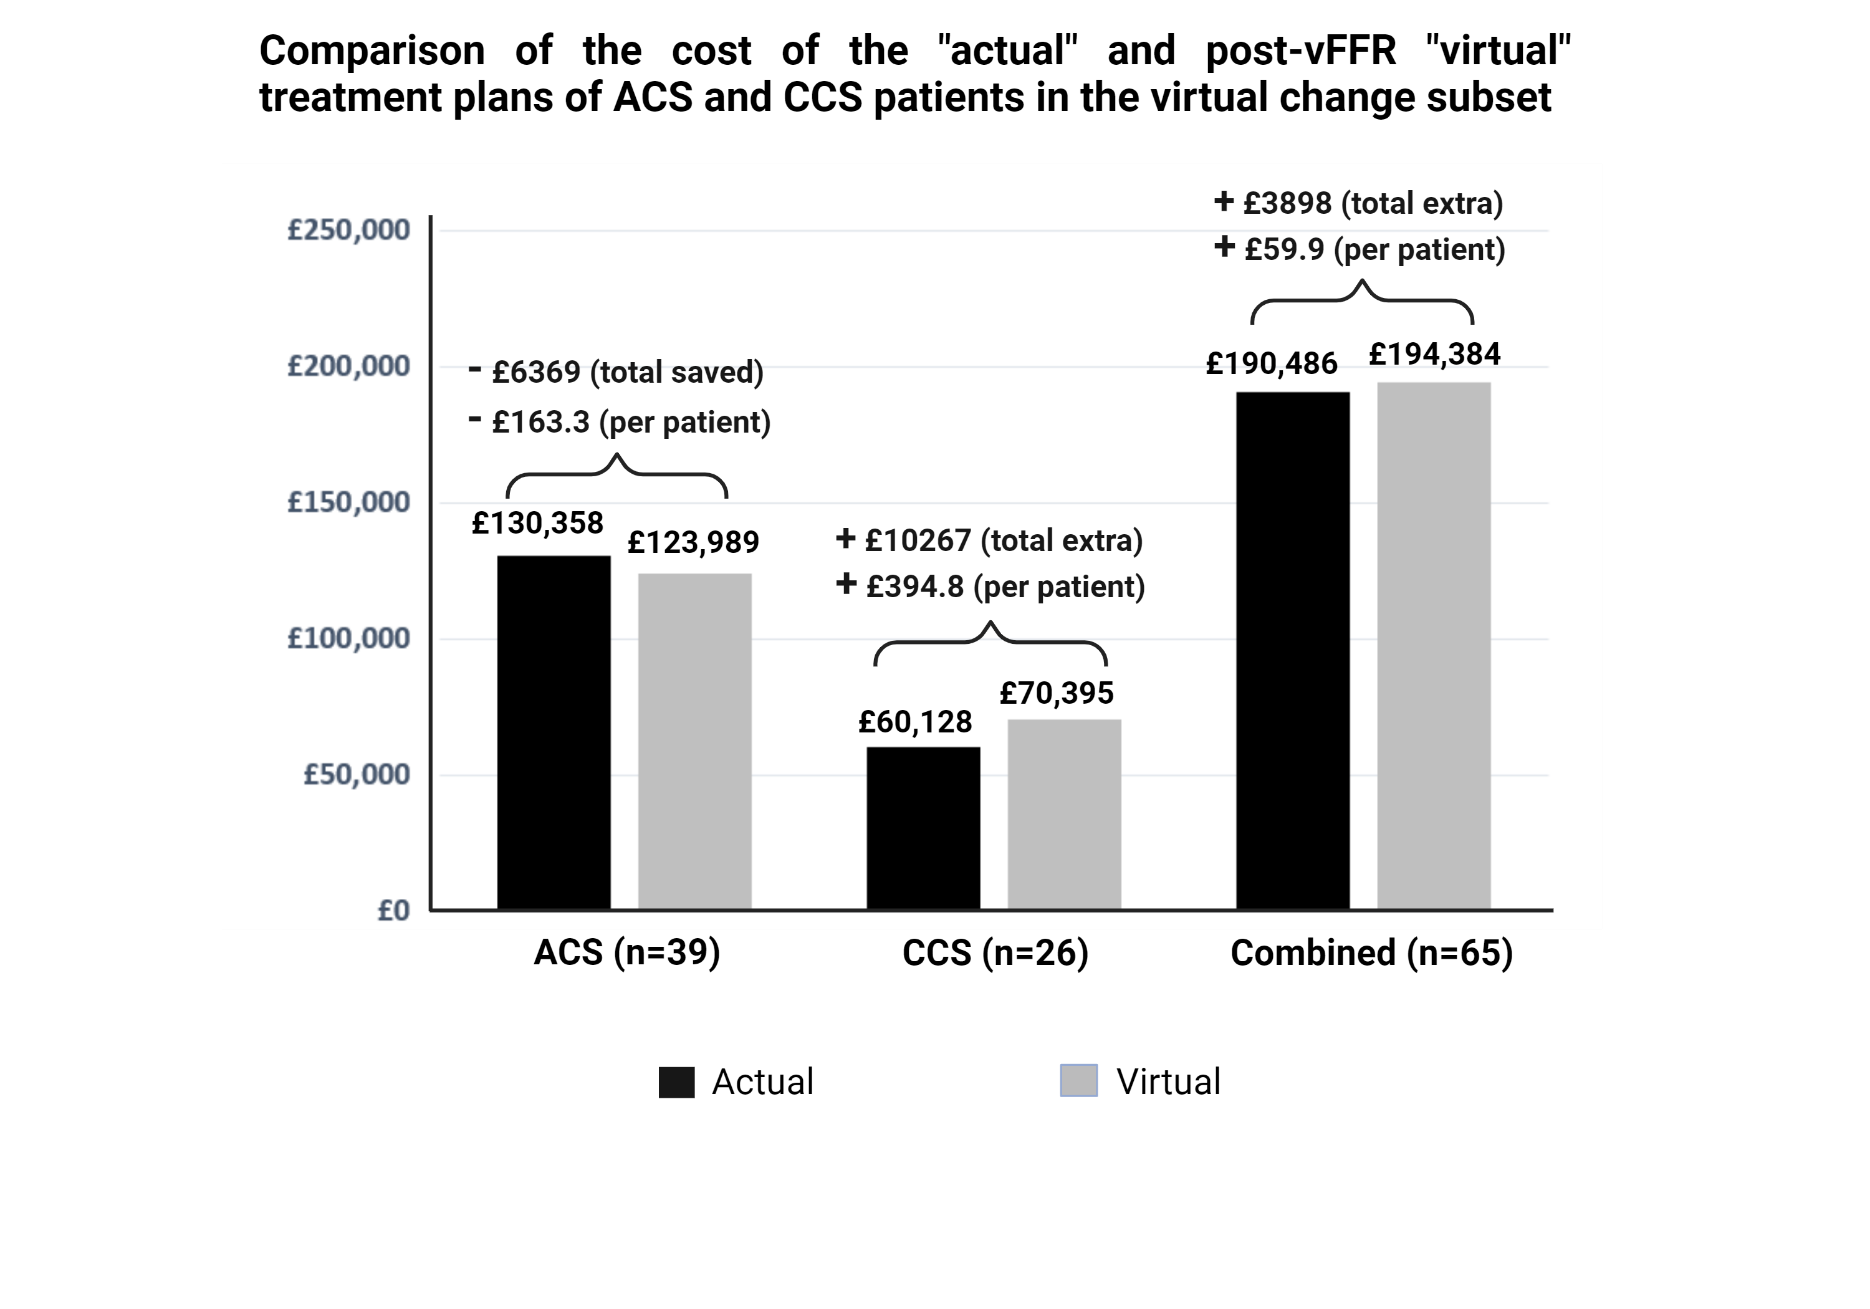 Comparison of the cost of the "actual" and post-vFFR "virtual"
treatment plans of ACS and CCS patients in the virtual change subset
+ £3898 (total extra)
+ £59.9 (per patient)
£250,000
£190,486
£194,384
£200,000
- £6369 (total saved)
- £163.3 (per patient)
£150,000
£130,358
£123,989
+ £10267 (total extra)
+ £394.8 (per patient)
£100,000
£60,128
£70,395
£50,000
£0
ACS (n=39)
CCS (n=26)
Combined (n=65)
Actual
Virtual